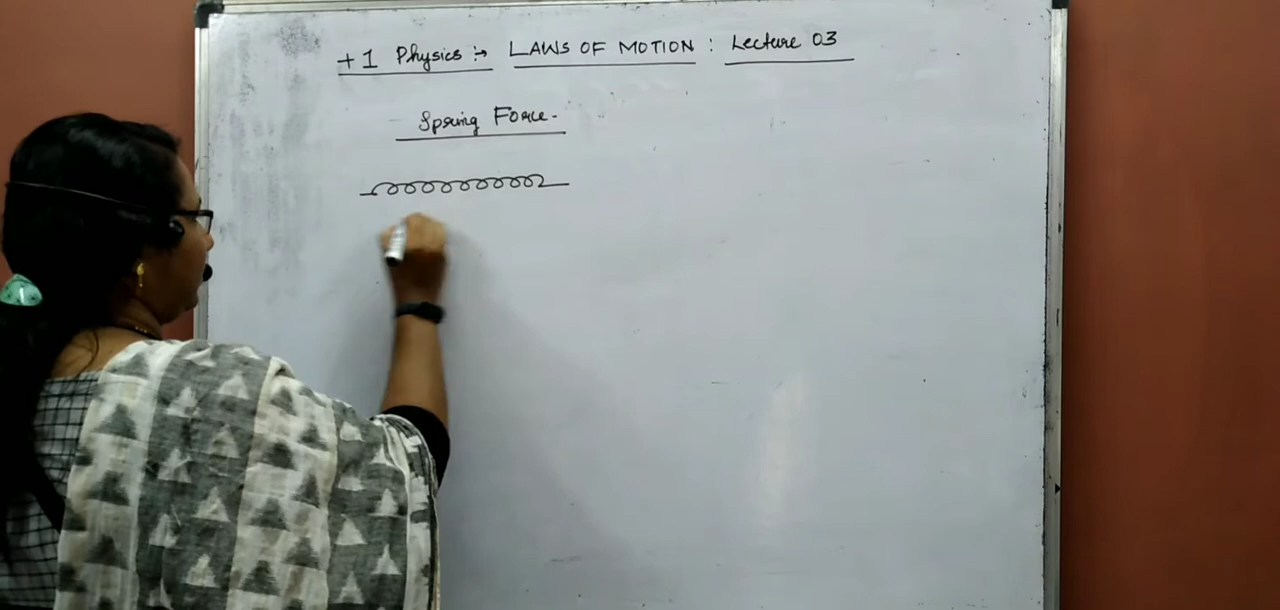 +1 Physics :→ LAWS OF MOTION : Lecture 03
Spring Force.